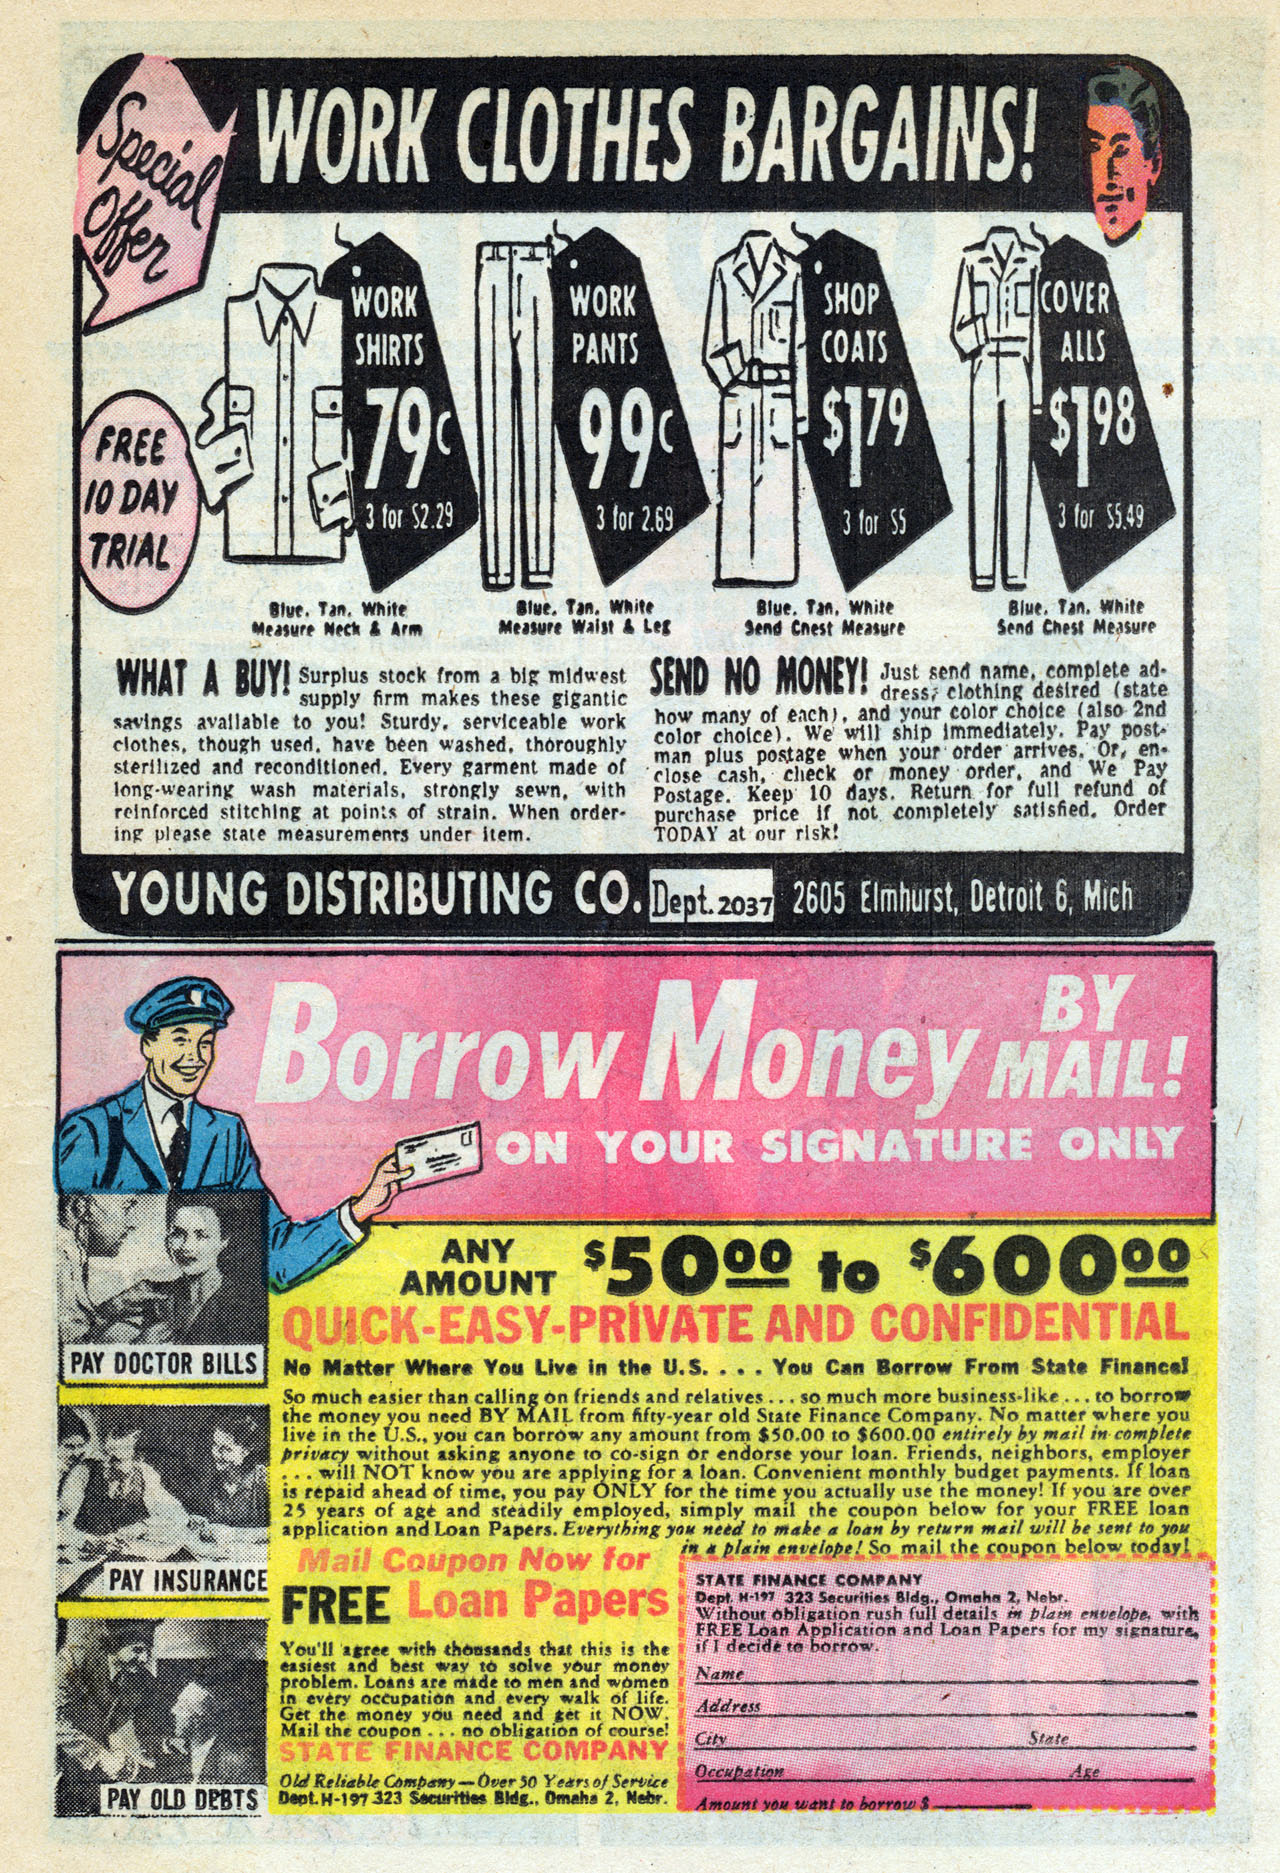 Special
Offer
WORK CLOTHES BARGAINS!
FREE
10 DAY
TRIAL
WORK
SHIRTS
79c
3 for $2.29
WORK
PANTS
99c
3 for 2.69
SHOP
COATS
$1.79
3 for $5
COVER
ALLS
$1.98
3 for $5.49
Blue, Tan, White
Measure Neck & Arm
Blue, Tan, White
Measure Waist & Leg
Blue, Tan, White
Send Chest Measure
Blue, Tan, White
Send Chest Measure
WHAT A BUY! Surplus stock from a big midwest
supply firm makes these gigantic
savings available to you! Sturdy, serviceable work
clothes, though used, have been washed, thoroughly
sterilized and reconditioned. Every garment made of
long-wearing wash materials, strongly sewn, with
reinforced stitching at points of strain. When order-
ing please state measurements under item.
SEND NO MONEY! Just send name, complete ad-
dress, clothing desired (state
how many of each), and your color choice (also 2nd
color choice). We will ship immediately. Pay post-
man plus postage when your order arrives. Or, en-
close cash, check or money order, and We Pay
Postage. Keep 10 days. Return for full refund of
purchase price if not completely satisfied. Order
TODAY at our risk!
YOUNG DISTRIBUTING CO. Dept. 2037 2605 Elmhurst, Detroit 6, Mich
Borrow Money BY
MAIL!
ON YOUR SIGNATURE ONLY
ANY
AMOUNT $50.00 to $600.00
QUICK-EASY-PRIVATE AND CONFIDENTIAL
No Matter Where You Live in the U.S. . . . You Can Borrow From State Finance!
So much easier than calling on friends and relatives . . . so much more business-like . . . to borrow
the money you need BY MAIL from fifty-year old State Finance Company. No matter where you
live in the U.S., you can borrow any amount from $50.00 to $600.00 entirely by mail in complete
privacy without asking anyone to co-sign or endorse your loan. Friends, neighbors, employer
. . . will NOT know you are applying for a loan. Convenient monthly budget payments. If loan
is repaid ahead of time, you pay ONLY for the time you actually use the money! If you are over
25 years of age and steadily employed, simply mail the coupon below for your FREE loan
application and Loan Papers. Everything you need to make a loan by return mail will be sent to you
in a plain envelope! So mail the coupon below today!
PAY DOCTOR BILLS
PAY INSURANCE
PAY OLD DEBTS
Mail Coupon Now for
FREE Loan Papers
You'll agree with thousands that this is the
easiest and best way to solve your money
problem. Loans are made to men and women
in every occupation and every walk of life.
Get the money you need and get it NOW.
Mail the coupon . . . no obligation of course!
STATE FINANCE COMPANY
Old Reliable Company—Over 50 Years of Service
Dept. H-197 323 Securities Bldg., Omaha 2, Nebr.
STATE FINANCE COMPANY
Dept. H-197 323 Securities Bldg., Omaha 2, Nebr.
Without obligation rush full details in plain envelope, with
FREE Loan Application and Loan Papers for my signature,
if I decide to borrow.
Name
Address
City State
Occupation Age
Amount you want to borrow $